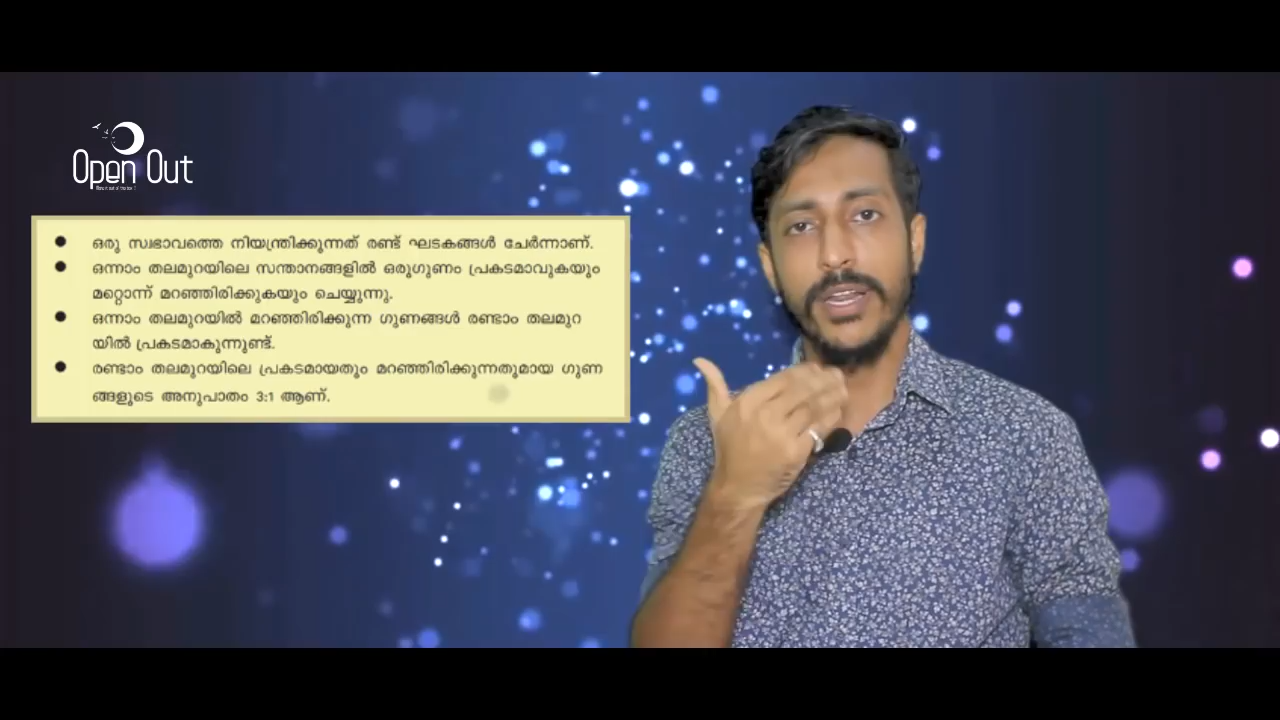 Open Out
ഒരു സ്വഭാവത്തെ നിയന്ത്രിക്കുന്നത് രണ്ട് ഘടകങ്ങൾ ചേർന്നാണ്.
ഒന്നാം തലമുറയിലെ സന്താനങ്ങളിൽ ഒരുഗുണം പ്രകടമാവുകയും
മറ്റൊന്ന് മറഞ്ഞിരിക്കുകയും ചെയ്യുന്നു.
ഒന്നാം തലമുറയിൽ മറഞ്ഞിരിക്കുന്ന ഗുണങ്ങൾ രണ്ടാം തലമുറ
യിൽ പ്രകടമാകുന്നുണ്ട്.
രണ്ടാം തലമുറയിലെ പ്രകടമായതും മറഞ്ഞിരിക്കുന്നതുമായ ഗുണ
ങ്ങളുടെ അനുപാതം 3:1 ആണ്.